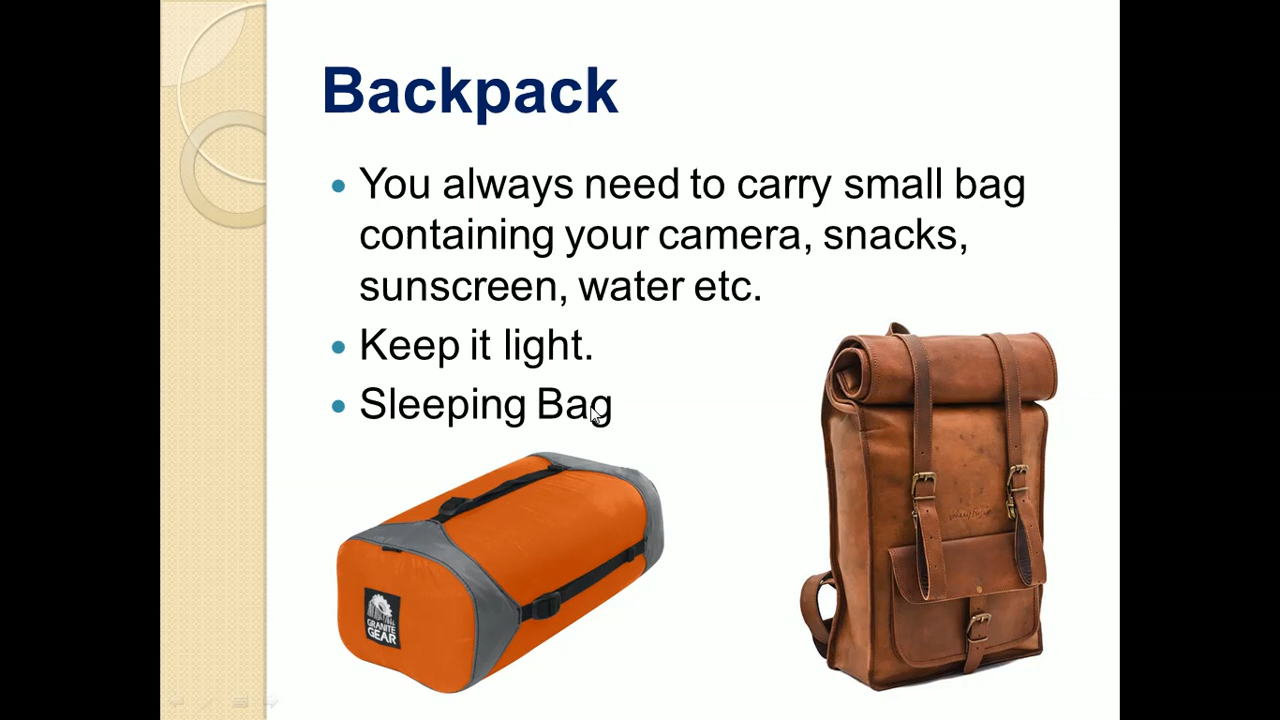 Backpack
You always need to carry small bag
containing your camera, snacks,
sunscreen, water etc.
Keep it light.
Sleeping Bag
GRANITE
GEAR